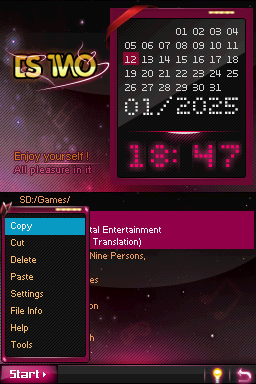 DSTWO
01 02 03 04
05 06 07 08 09 10 11
12 13 14 15 16 17 18
19 20 21 22 23 24 25
26 27 28 29 30 31
01/2025
Enjoy yourself!
All pleasure in it
18:47
SD:/Games/
Copy
Cut
Delete
Paste
Settings
File Info
Help
Tools
tal Entertainment
Translation)
Nine Persons,
on
h
Start